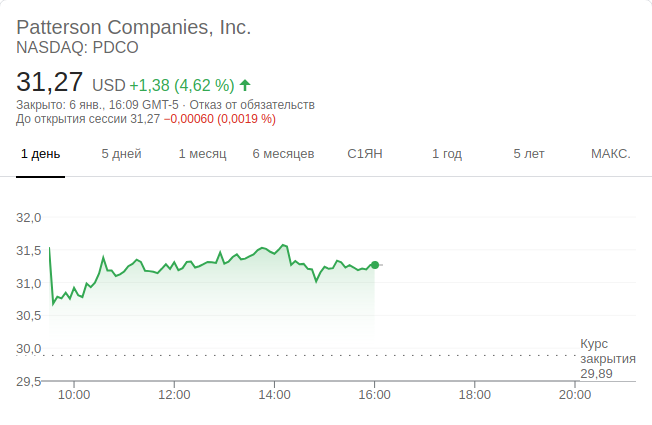 Patterson Companies, Inc.
NASDAQ: PDCO
31,27 USD +1,38 (4,62 %)
Закрыто: 6 янв., 16:09 GMT-5 · Отказ от обязательств
До открытия сессии 31,27 −0,00060 (0,0019 %)
1 день 5 дней 1 месяц 6 месяцев С1ЯН 1 год 5 лет МАКС.
32,0
31,5
31,0
30,5
30,0
29,5
Курс
закрытия
29,89
10:00 12:00 14:00 16:00 18:00 20:00